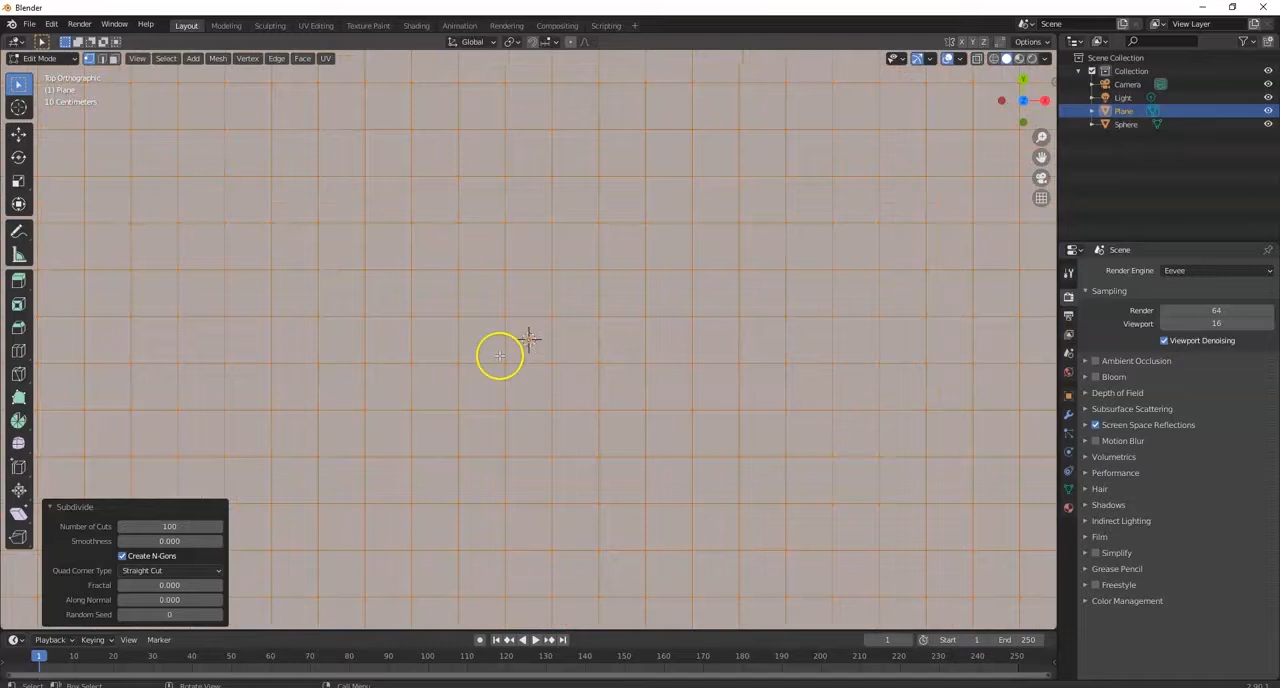 Blender
File Edit Render Window Help Layout Modeling Sculpting UV Editing Texture Paint Shading Animation Rendering Compositing Scripting + Scene View Layer
Global X Y Z Options
Edit Mode View Select Add Mesh Vertex Edge Face UV
Scene Collection
Collection
Camera
Light
Plane
Sphere
Top Orthographic
(1) Plane
10 Centimeters
Y
Z X
Scene
Render Engine Eevee
Sampling
Render 64
Viewport 16
Viewport Denoising
Ambient Occlusion
Bloom
Depth of Field
Subsurface Scattering
Screen Space Reflections
Motion Blur
Volumetrics
Performance
Hair
Shadows
Indirect Lighting
Film
Simplify
Grease Pencil
Freestyle
Color Management
Subdivide
Number of Cuts 100
Smoothness 0.000
Create N-Gons
Quad Corner Type Straight Cut
Fractal 0.000
Along Normal 0.000
Random Seed 0
Playback Keying View Marker 1 Start 1 End 250
1 10 20 30 40 50 60 70 80 90 100 110 120 130 140 150 160 170 180 190 200 210 220 230 240 250
Select Box Select Rotate View Call Menu 2.90.1